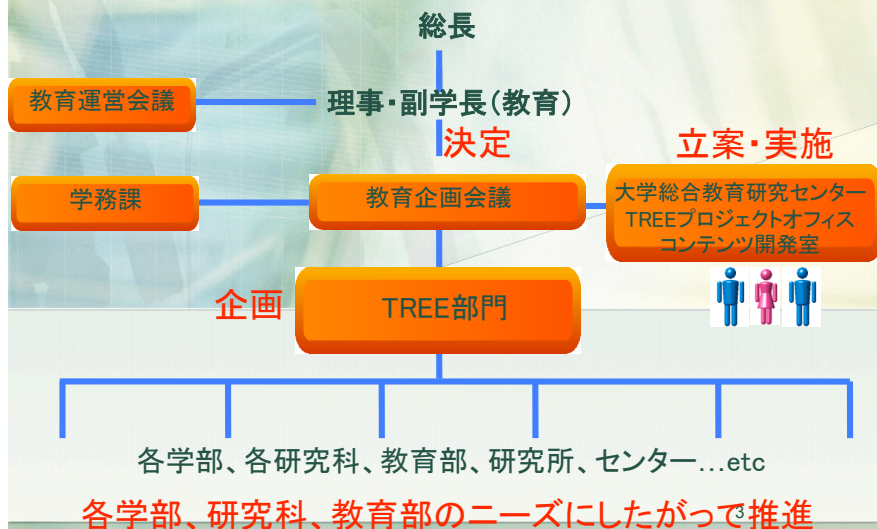 総長
教育運営会議
理事・副学長（教育）
決定
立案・実施
学務課
教育企画会議
大学総合教育研究センター
TREEプロジェクトオフィス
コンテンツ開発室
企画
TREE部門
各学部、各研究科、教育部、研究所、センター…etc
各学部、研究科、教育部のニーズにしたがって推進
3